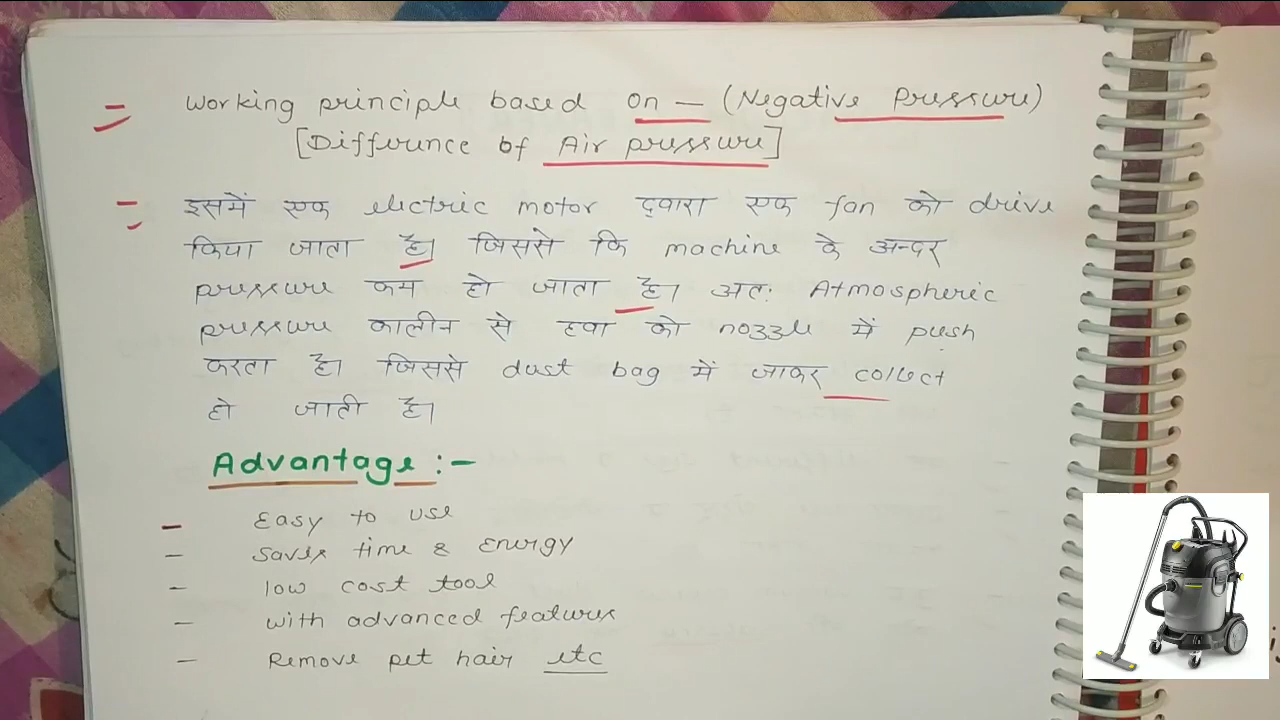 Working principle based on — (Negative Pressure)
[Difference of Air pressure]
इसमें एक electric motor द्वारा एक fan को drive
किया जाता है। जिससे कि machine के अन्दर
pressure कम हो जाता है। अतः Atmospheric
pressure कालीन से हवा को nozzle में push
करता है। जिससे dust bag में जाकर collect
हो जाती है।
Advantage :-
- Easy to use
- Saves time & Energy
- low cost tool
- with advanced features
- Remove pet hair etc